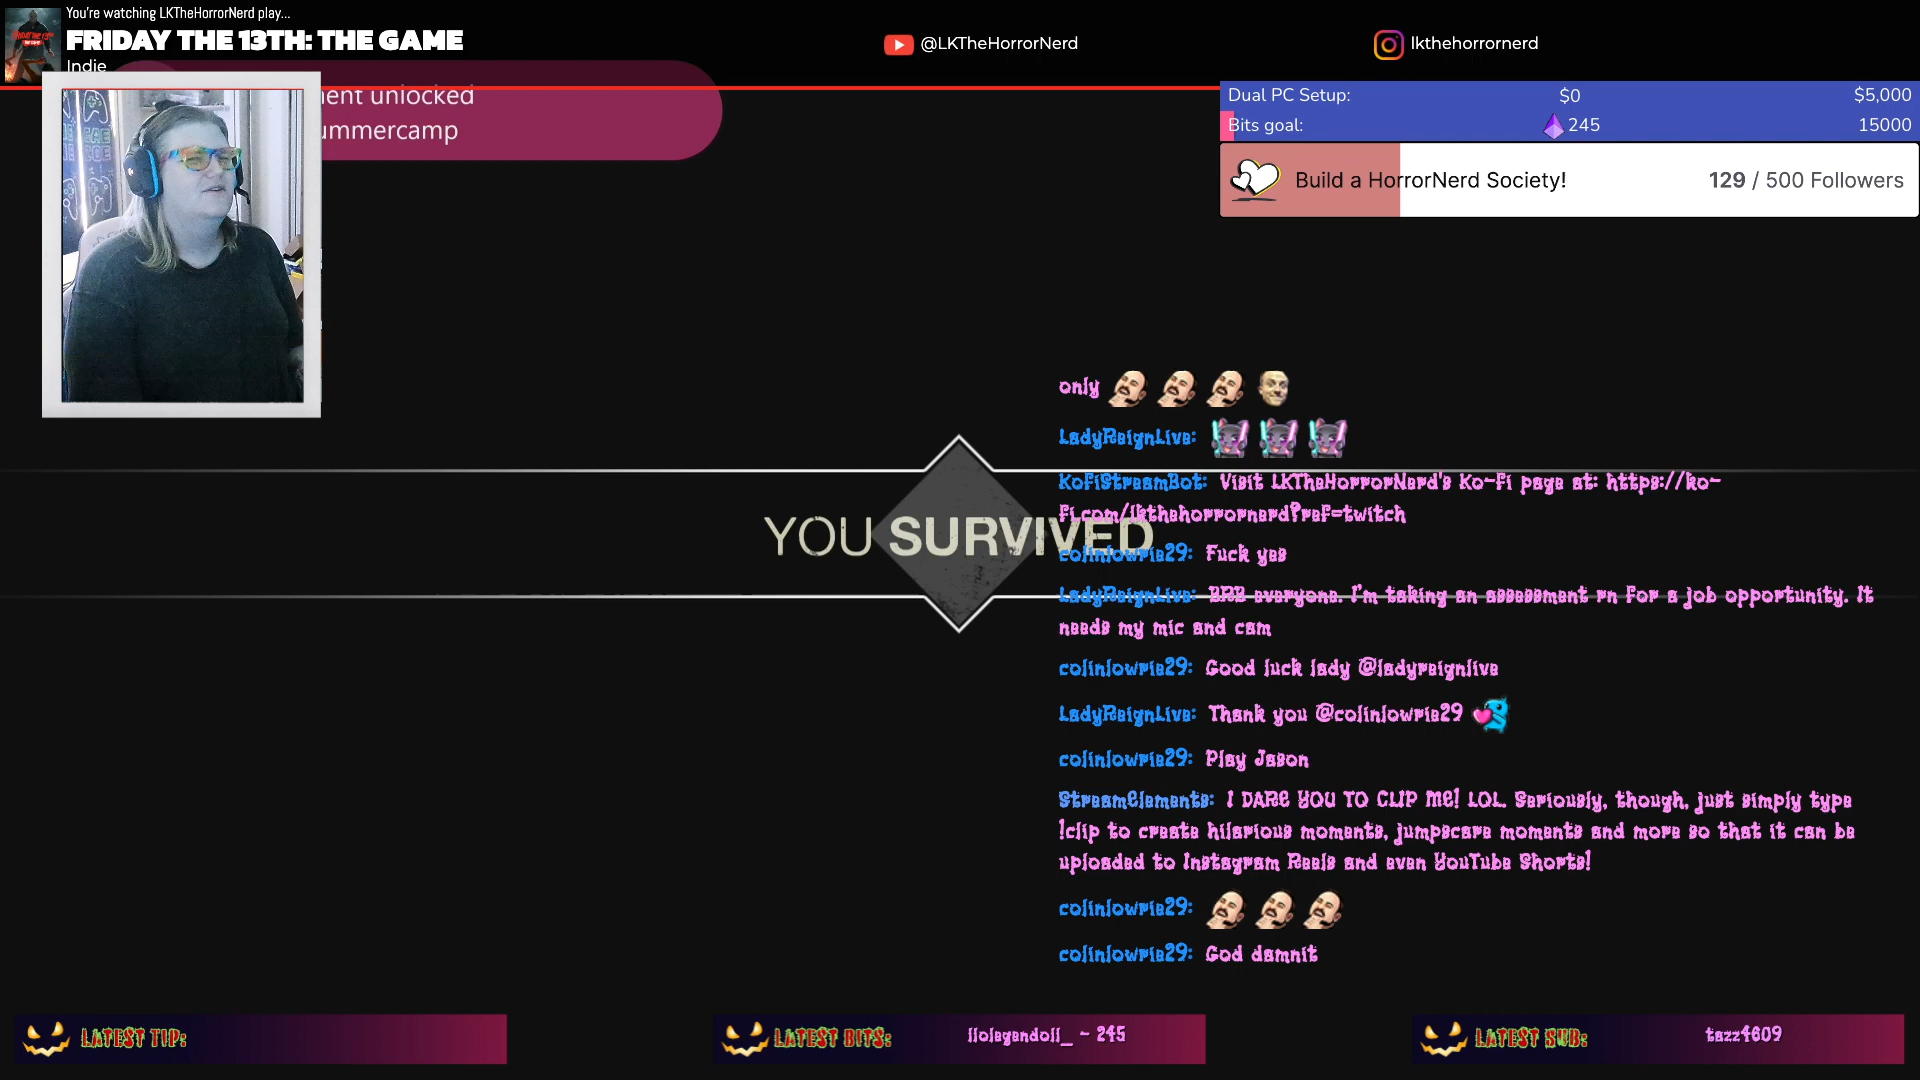 You're watching LKTheHorrorNerd play...
FRIDAY THE 13TH: THE GAME
Indie
@LKTheHorrorNerd
lkthehorrornerd
ent unlocked
ummercamp
Dual PC Setup: $0 $5,000
Bits goal: 245 15000
Build a HorrorNerd Society! 129 / 500 Followers
only
LadyReignLive:
KoFiStreamBot: Visit LKTheHorrorNerd's Ko-fi page at: https://ko-
fi.com/lkthehorrornerd?ref=twitch
YOU SURVIVED
colinlowrie29: Fuck yes
LadyReignLive: BRB everyone. I'm taking an assessment rn for a job opportunity. It
needs my mic and cam
colinlowrie29: Good luck lady @ladyreignlive
LadyReignLive: Thank you @colinlowrie29
colinlowrie29: Play Jason
StreamElements: I DARE YOU TO CLIP ME! LOL. Seriously, though, just simply type
!clip to create hilarious moments, jumpscare moments and more so that it can be
uploaded to Instagram Reels and even YouTube Shorts!
colinlowrie29:
colinlowrie29: God damnit
LATEST TIP:
LATEST BITS: llolegendoll_ - 245
LATEST SUB: tazz4609